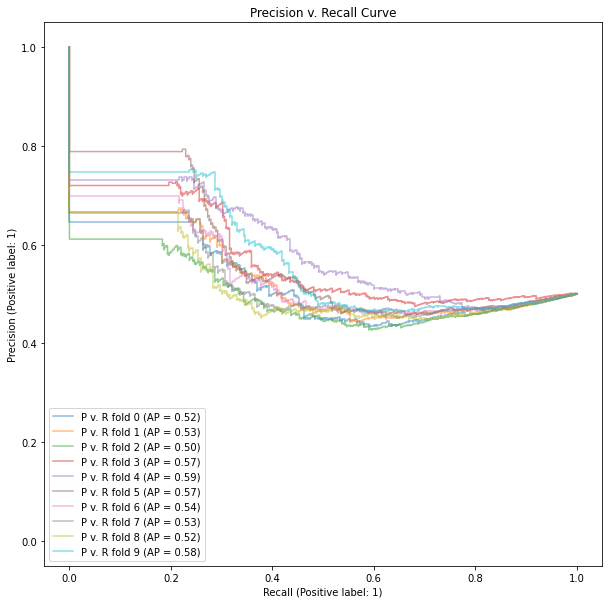 Precision v. Recall Curve
Precision (Positive label: 1)
1.0
0.8
0.6
0.4
0.2
0.0
P v. R fold 0 (AP = 0.52)
P v. R fold 1 (AP = 0.53)
P v. R fold 2 (AP = 0.50)
P v. R fold 3 (AP = 0.57)
P v. R fold 4 (AP = 0.59)
P v. R fold 5 (AP = 0.57)
P v. R fold 6 (AP = 0.54)
P v. R fold 7 (AP = 0.53)
P v. R fold 8 (AP = 0.52)
P v. R fold 9 (AP = 0.58)
0.0 0.2 0.4 0.6 0.8 1.0
Recall (Positive label: 1)